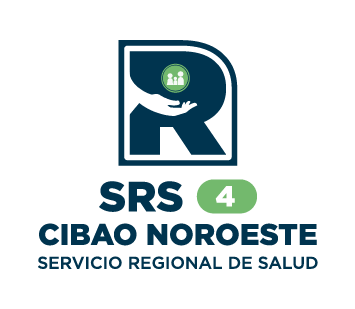 R
SRS 4
CIBAO NOROESTE
SERVICIO REGIONAL DE SALUD